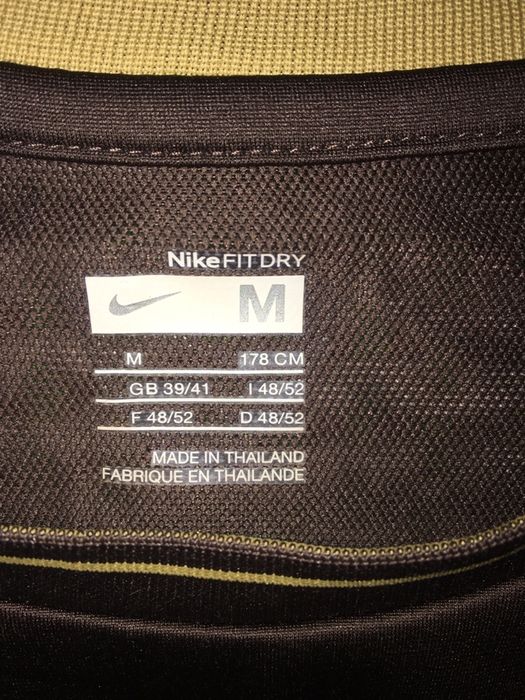 NikeFITDRY
M
M 178 CM
GB 39/41 I 48/52
F 48/52 D 48/52
MADE IN THAILAND
FABRIQUE EN THAILANDE